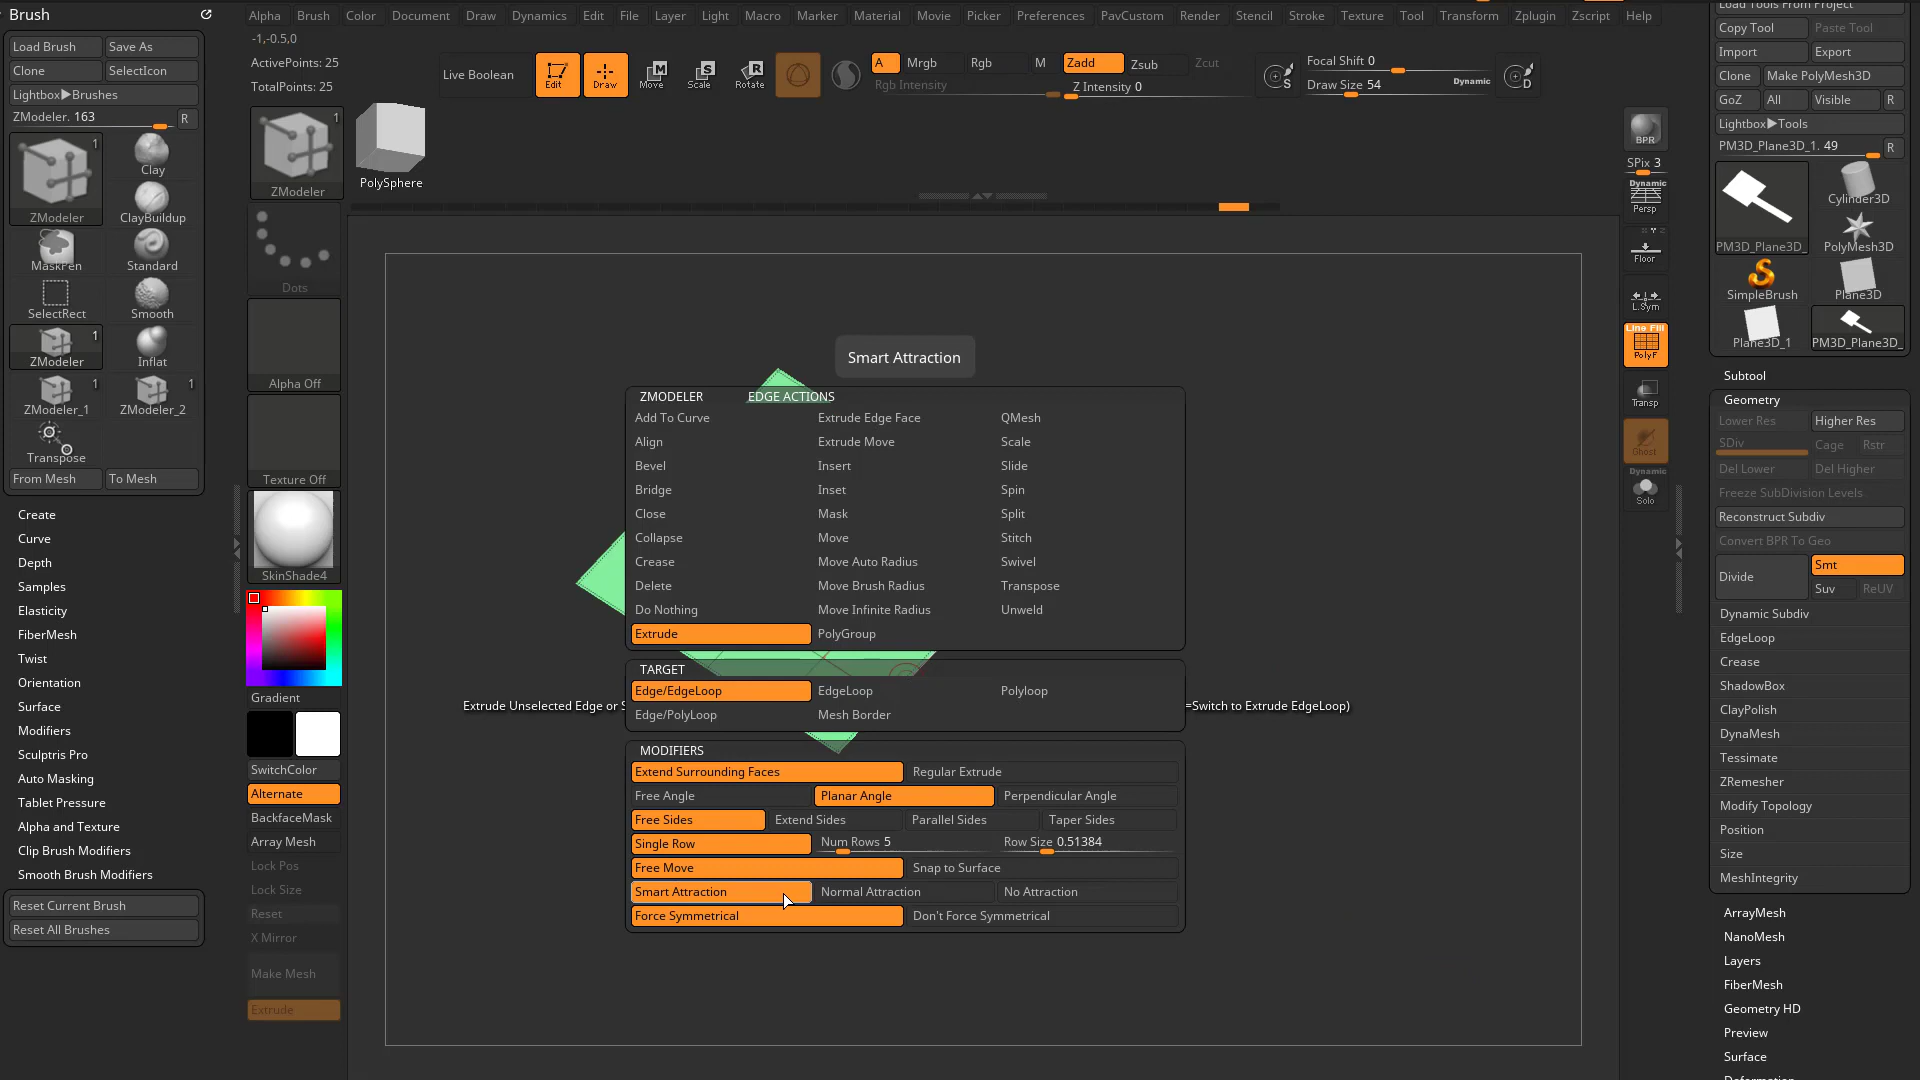 Brush
Load Brush
Save As
Clone
SelectIcon
Lightbox▶Brushes
ZModeler. 163
R
1
ZModeler
Clay
ClayBuildup
MaskPen
Standard
SelectRect
Smooth
1
ZModeler
Inflat
1
ZModeler_1
1
ZModeler_2
Transpose
From Mesh
To Mesh
Create
Curve
Depth
Samples
Elasticity
FiberMesh
Twist
Orientation
Surface
Modifiers
Sculptris Pro
Auto Masking
Tablet Pressure
Alpha and Texture
Clip Brush Modifiers
Smooth Brush Modifiers
Reset Current Brush
Reset All Brushes
Alpha Brush Color Document Draw Dynamics Edit File Layer Light Macro Marker Material Movie Picker Preferences PavCustom Render Stencil Stroke Texture Tool Transform Zplugin Zscript Help
-1,-0.5,0
ActivePoints: 25
TotalPoints: 25
Live Boolean
Edit
Draw
Move
Scale
Rotate
A
Mrgb
Rgb
M
Zadd
Zsub
Zcut
Rgb Intensity
Z Intensity 0
S
Focal Shift 0
Draw Size 54
Dynamic
D
1
ZModeler
PolySphere
Dots
Alpha Off
Texture Off
SkinShade4
Gradient
SwitchColor
Alternate
BackfaceMask
Array Mesh
Lock Pos
Lock Size
Reset
X Mirror
Make Mesh
Extrude
Smart Attraction
ZMODELER EDGE ACTIONS
Add To Curve Extrude Edge Face QMesh
Align Extrude Move Scale
Bevel Insert Slide
Bridge Inset Spin
Close Mask Split
Collapse Move Stitch
Crease Move Auto Radius Swivel
Delete Move Brush Radius Transpose
Do Nothing Move Infinite Radius Unweld
Extrude PolyGroup
TARGET
Edge/EdgeLoop EdgeLoop Polyloop
Edge/PolyLoop Mesh Border
Extrude Unselected Edge or =Switch to Extrude EdgeLoop)
MODIFIERS
Extend Surrounding Faces Regular Extrude
Free Angle Planar Angle Perpendicular Angle
Free Sides Extend Sides Parallel Sides Taper Sides
Single Row Num Rows 5 Row Size 0.51384
Free Move Snap to Surface
Smart Attraction Normal Attraction No Attraction
Force Symmetrical Don't Force Symmetrical
BPR
SPix 3
Dynamic
Persp
Floor
L.Sym
Line Fill
PolyF
Transp
Ghost
Dynamic
Solo
Load Tools From Project
Copy Tool
Paste Tool
Import
Export
Clone
Make PolyMesh3D
GoZ
All
Visible
R
Lightbox▶Tools
PM3D_Plane3D_1. 49
R
PM3D_Plane3D_
Cylinder3D
PolyMesh3D
SimpleBrush
Plane3D
Plane3D_1
PM3D_Plane3D_
Subtool
Geometry
Lower Res
Higher Res
SDiv
Cage
Rstr
Del Lower
Del Higher
Freeze SubDivision Levels
Reconstruct Subdiv
Convert BPR To Geo
Divide
Smt
Suv
ReUV
Dynamic Subdiv
EdgeLoop
Crease
ShadowBox
ClayPolish
DynaMesh
Tessimate
ZRemesher
Modify Topology
Position
Size
MeshIntegrity
ArrayMesh
NanoMesh
Layers
FiberMesh
Geometry HD
Preview
Surface